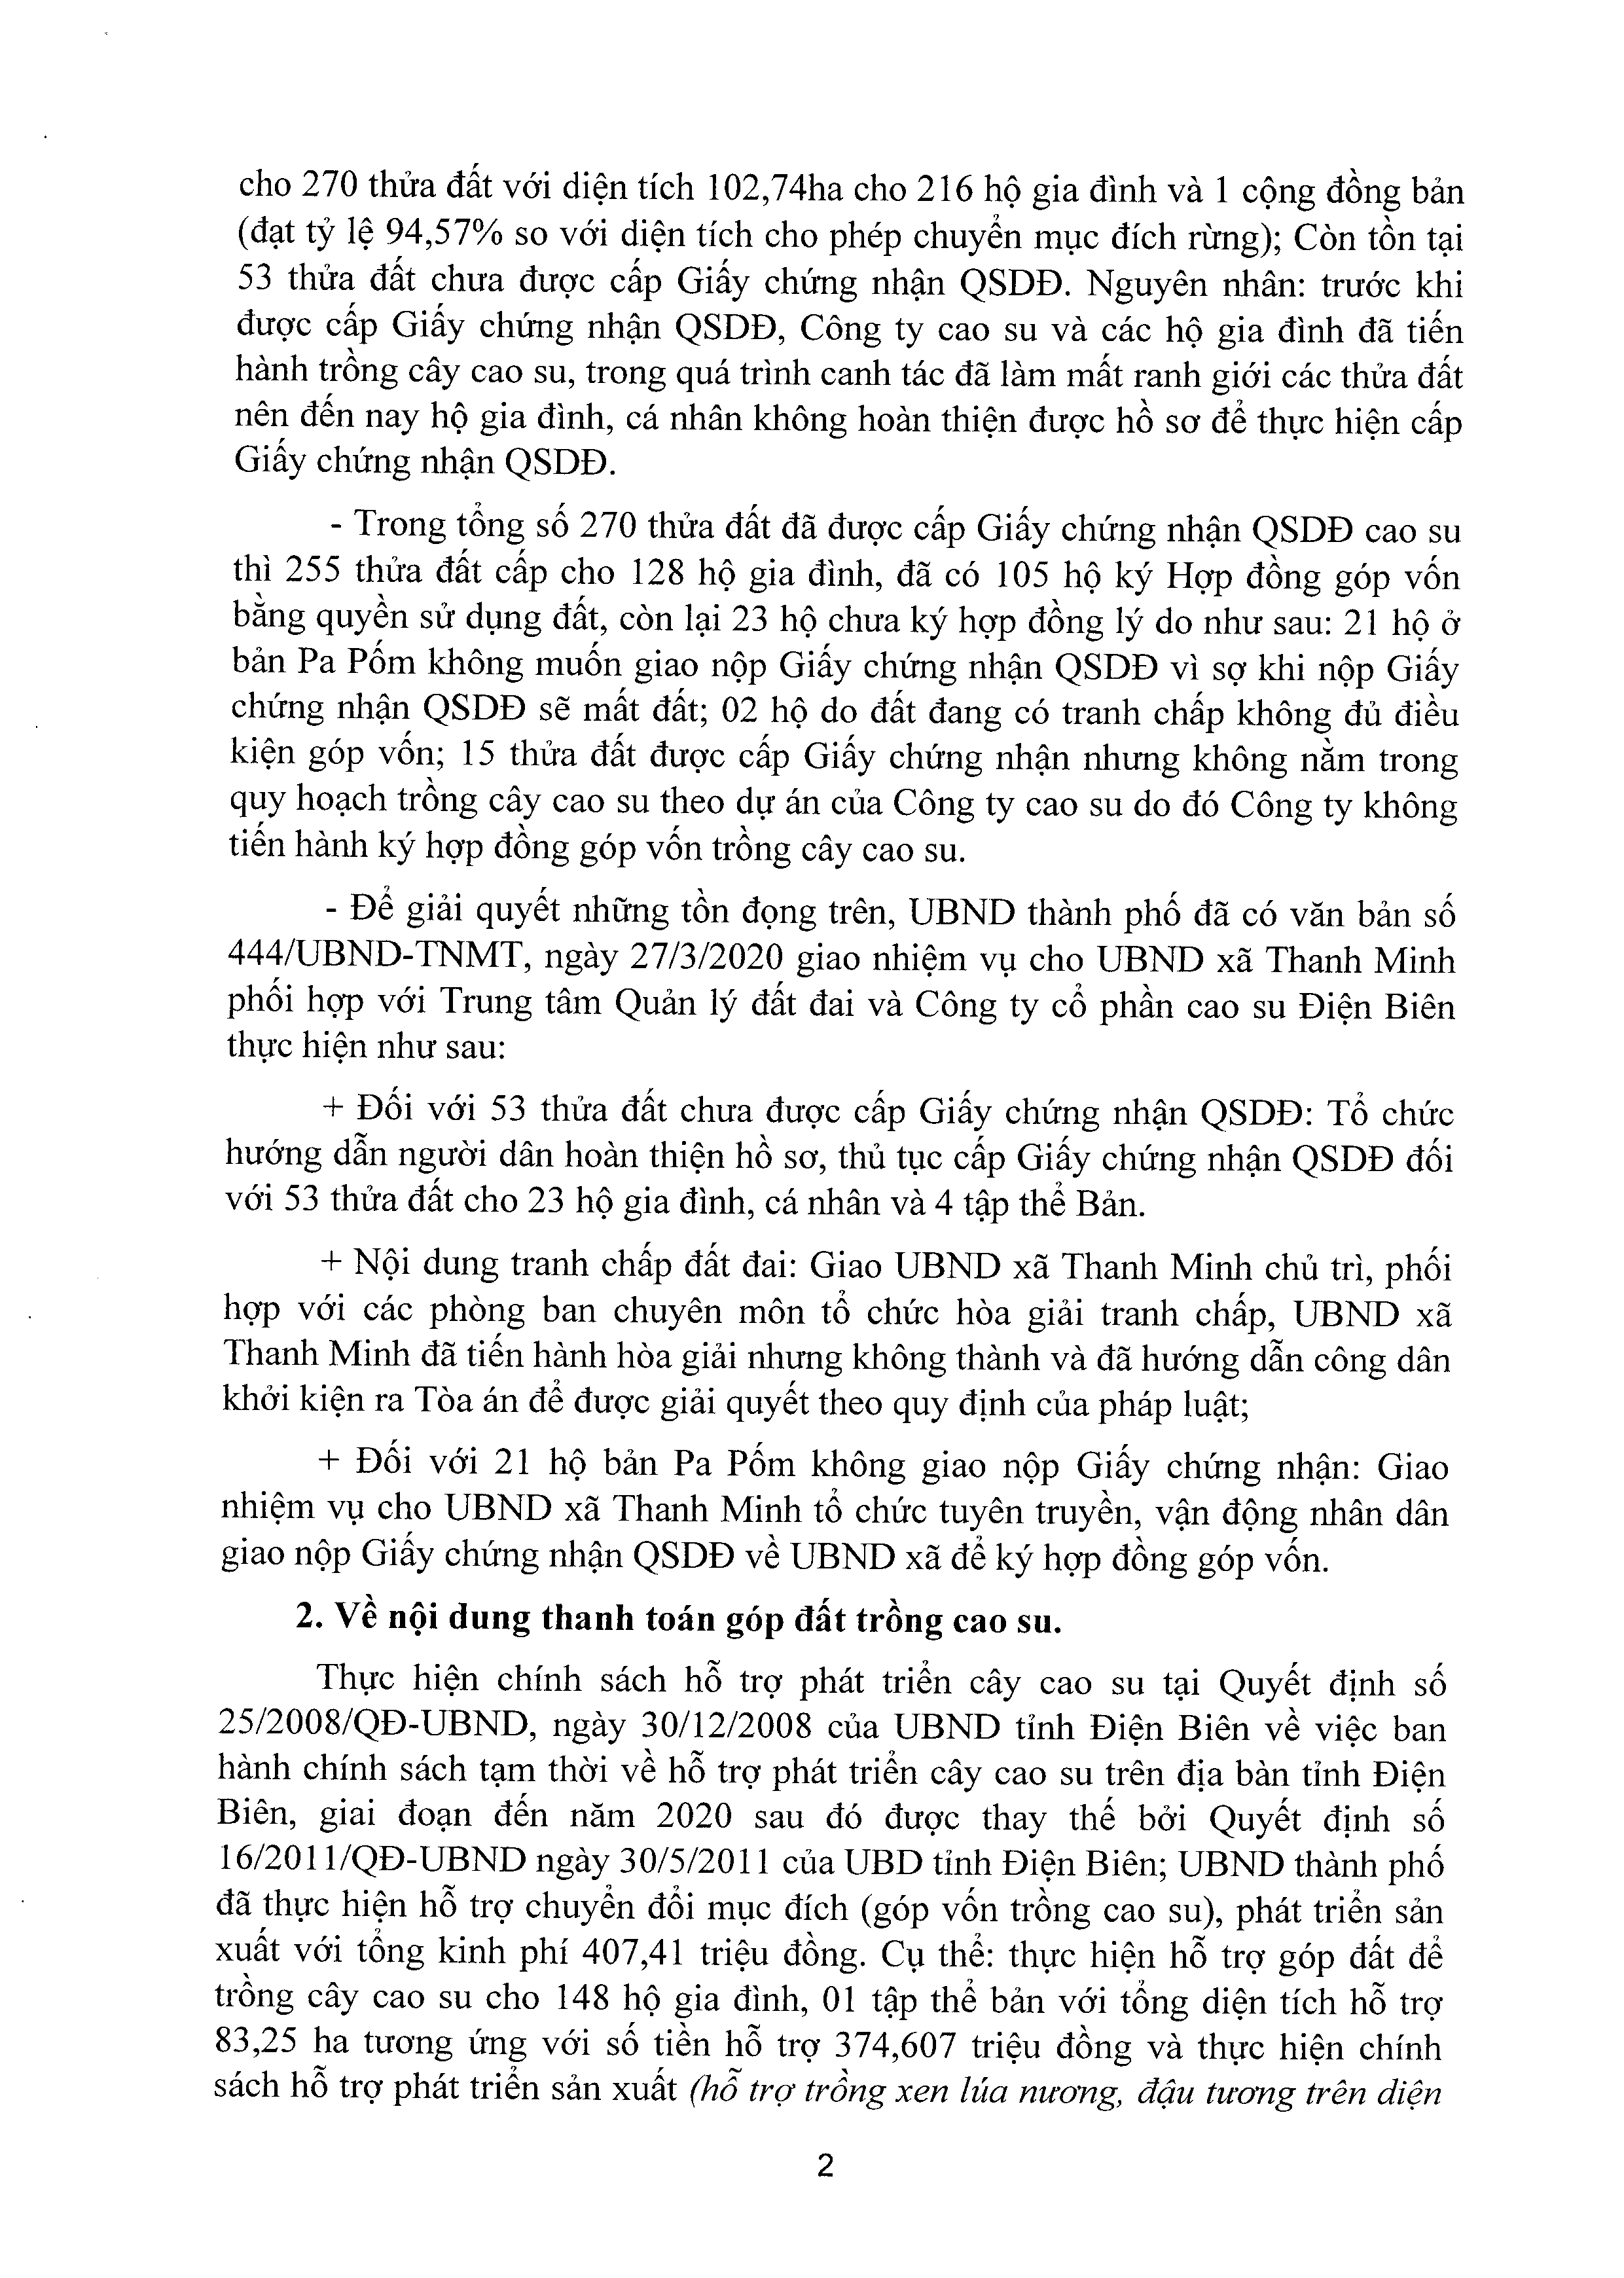 cho 270 thửa đất với diện tích 102,74ha cho 216 hộ gia đình và 1 cộng đồng bản
(đạt tỷ lệ 94,57% so với diện tích cho phép chuyển mục đích rừng); Còn tồn tại
53 thửa đất chưa được cấp Giấy chứng nhận QSDĐ. Nguyên nhân: trước khi
được cấp Giấy chứng nhận QSDĐ, Công ty cao su và các hộ gia đình đã tiến
hành trồng cây cao su, trong quá trình canh tác đã làm mất ranh giới các thửa đất
nên đến nay hộ gia đình, cá nhân không hoàn thiện được hồ sơ để thực hiện cấp
Giấy chứng nhận QSDĐ.
- Trong tổng số 270 thửa đất đã được cấp Giấy chứng nhận QSDĐ cao su
thì 255 thửa đất cấp cho 128 hộ gia đình, đã có 105 hộ ký Hợp đồng góp vốn
bằng quyền sử dụng đất, còn lại 23 hộ chưa ký hợp đồng lý do như sau: 21 hộ ở
bản Pa Pốm không muốn giao nộp Giấy chứng nhận QSDĐ vì sợ khi nộp Giấy
chứng nhận QSDĐ sẽ mất đất; 02 hộ do đất đang có tranh chấp không đủ điều
kiện góp vốn; 15 thửa đất được cấp Giấy chứng nhận nhưng không nằm trong
quy hoạch trồng cây cao su theo dự án của Công ty cao su do đó Công ty không
tiến hành ký hợp đồng góp vốn trồng cây cao su.
- Để giải quyết những tồn đọng trên, UBND thành phố đã có văn bản số
444/UBND-TNMT, ngày 27/3/2020 giao nhiệm vụ cho UBND xã Thanh Minh
phối hợp với Trung tâm Quản lý đất đai và Công ty cổ phần cao su Điện Biên
thực hiện như sau:
+ Đối với 53 thửa đất chưa được cấp Giấy chứng nhận QSDĐ: Tổ chức
hướng dẫn người dân hoàn thiện hồ sơ, thủ tục cấp Giấy chứng nhận QSDĐ đối
với 53 thửa đất cho 23 hộ gia đình, cá nhân và 4 tập thể Bản.
+ Nội dung tranh chấp đất đai: Giao UBND xã Thanh Minh chủ trì, phối
hợp với các phòng ban chuyên môn tổ chức hòa giải tranh chấp, UBND xã
Thanh Minh đã tiến hành hòa giải nhưng không thành và đã hướng dẫn công dân
khởi kiện ra Tòa án để được giải quyết theo quy định của pháp luật;
+ Đối với 21 hộ bản Pa Pốm không giao nộp Giấy chứng nhận: Giao
nhiệm vụ cho UBND xã Thanh Minh tổ chức tuyên truyền, vận động nhân dân
giao nộp Giấy chứng nhận QSDĐ về UBND xã để ký hợp đồng góp vốn.
2. Về nội dung thanh toán góp đất trồng cao su.
Thực hiện chính sách hỗ trợ phát triển cây cao su tại Quyết định số
25/2008/QĐ-UBND, ngày 30/12/2008 của UBND tỉnh Điện Biên về việc ban
hành chính sách tạm thời về hỗ trợ phát triển cây cao su trên địa bàn tỉnh Điện
Biên, giai đoạn đến năm 2020 sau đó được thay thế bởi Quyết định số
16/2011/QĐ-UBND ngày 30/5/2011 của UBD tỉnh Điện Biên; UBND thành phố
đã thực hiện hỗ trợ chuyển đổi mục đích (góp vốn trồng cao su), phát triển sản
xuất với tổng kinh phí 407,41 triệu đồng. Cụ thể: thực hiện hỗ trợ góp đất để
trồng cây cao su cho 148 hộ gia đình, 01 tập thể bản với tổng diện tích hỗ trợ
83,25 ha tương ứng với số tiền hỗ trợ 374,607 triệu đồng và thực hiện chính
sách hỗ trợ phát triển sản xuất (hỗ trợ trồng xen lúa nương, đậu tương trên diện
2